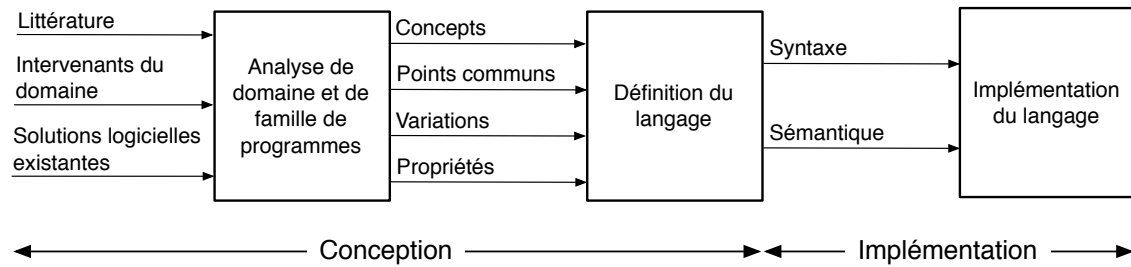 Littérature
Intervenants du
domaine
Solutions logicielles
existantes
Analyse de
domaine et de
famille de
programmes
Concepts
Points communs
Variations
Propriétés
Définition du
langage
Syntaxe
Sémantique
Implémentation
du langage
Conception
Implémentation